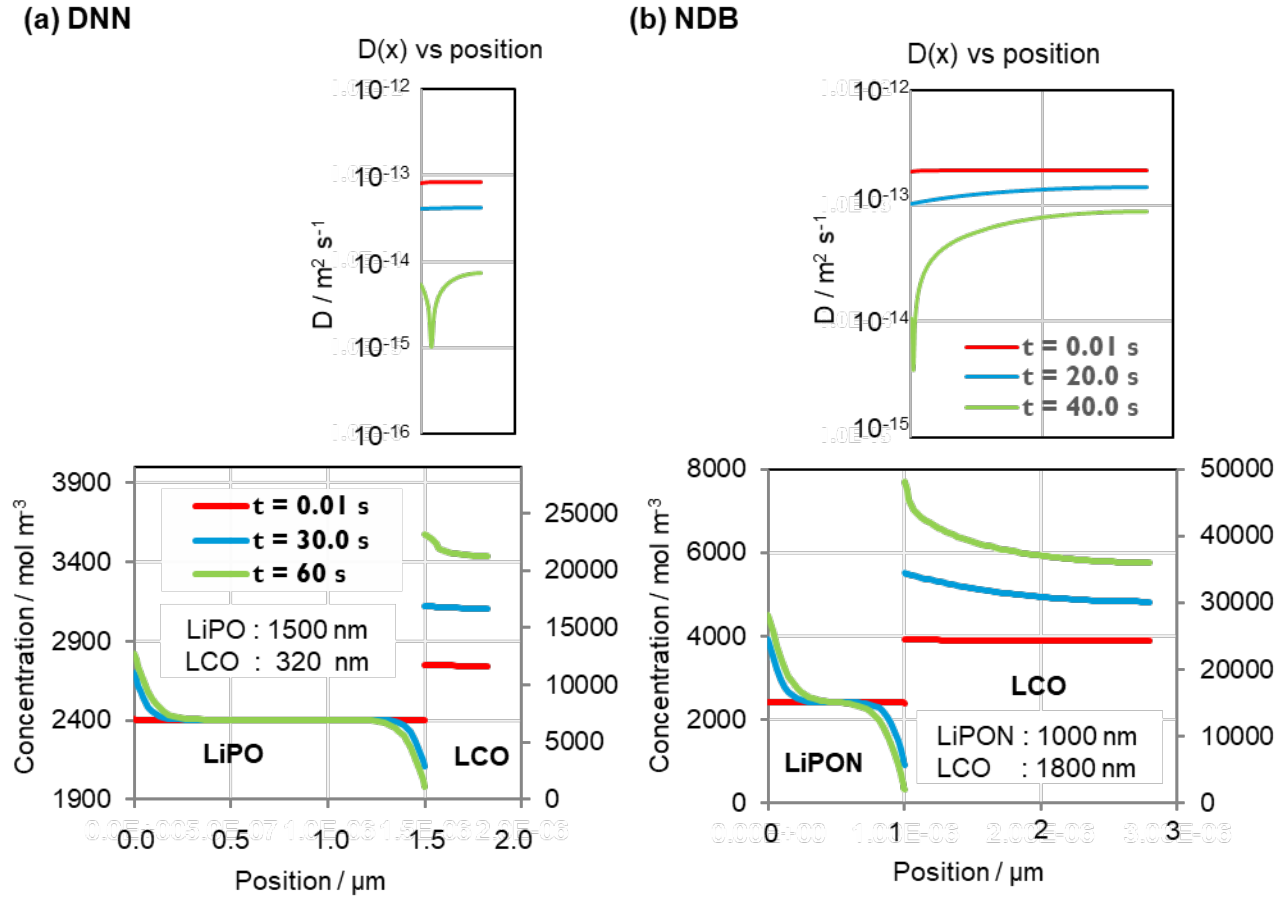 (a) DNN
D(x) vs position
10-12
10-13
10-14
10-15
10-16
D / m2 s-1
3900
3400
2900
2400
1900
Concentration / mol m-3
t = 0.01 s
t = 30.0 s
t = 60 s
LiPO : 1500 nm
LCO : 320 nm
LiPO
LCO
25000
20000
15000
10000
5000
0
0.0 0.5 1.0 1.5 2.0
Position / µm
(b) NDB
D(x) vs position
10-12
10-13
10-14
10-15
D / m2 s-1
t = 0.01 s
t = 20.0 s
t = 40.0 s
8000
6000
4000
2000
0
Concentration / mol m-3
LCO
LiPON
LiPON : 1000 nm
LCO : 1800 nm
50000
40000
30000
20000
10000
0
0 1 2 3
Position / µm